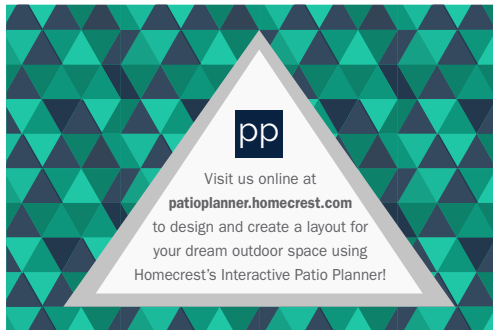 pp
Visit us online at
patioplanner.homecrest.com
to design and create a layout for
your dream outdoor space using
Homecrest's Interactive Patio Planner!